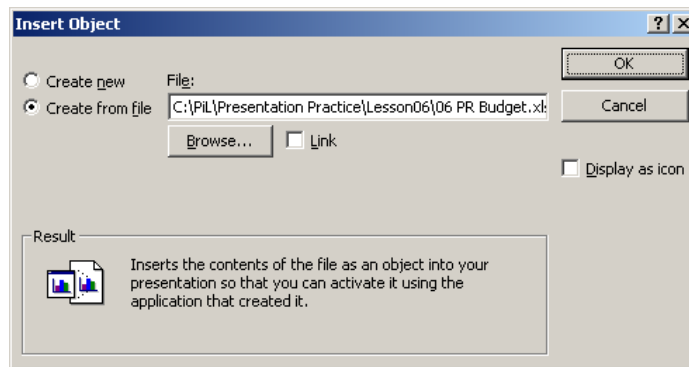 Insert Object
Create new
File:
OK
Create from file
C:\PiL\Presentation Practice\Lesson06\06 PR Budget.xls
Cancel
Browse...
Link
Display as icon
Result
Inserts the contents of the file as an object into your
presentation so that you can activate it using the
application that created it.